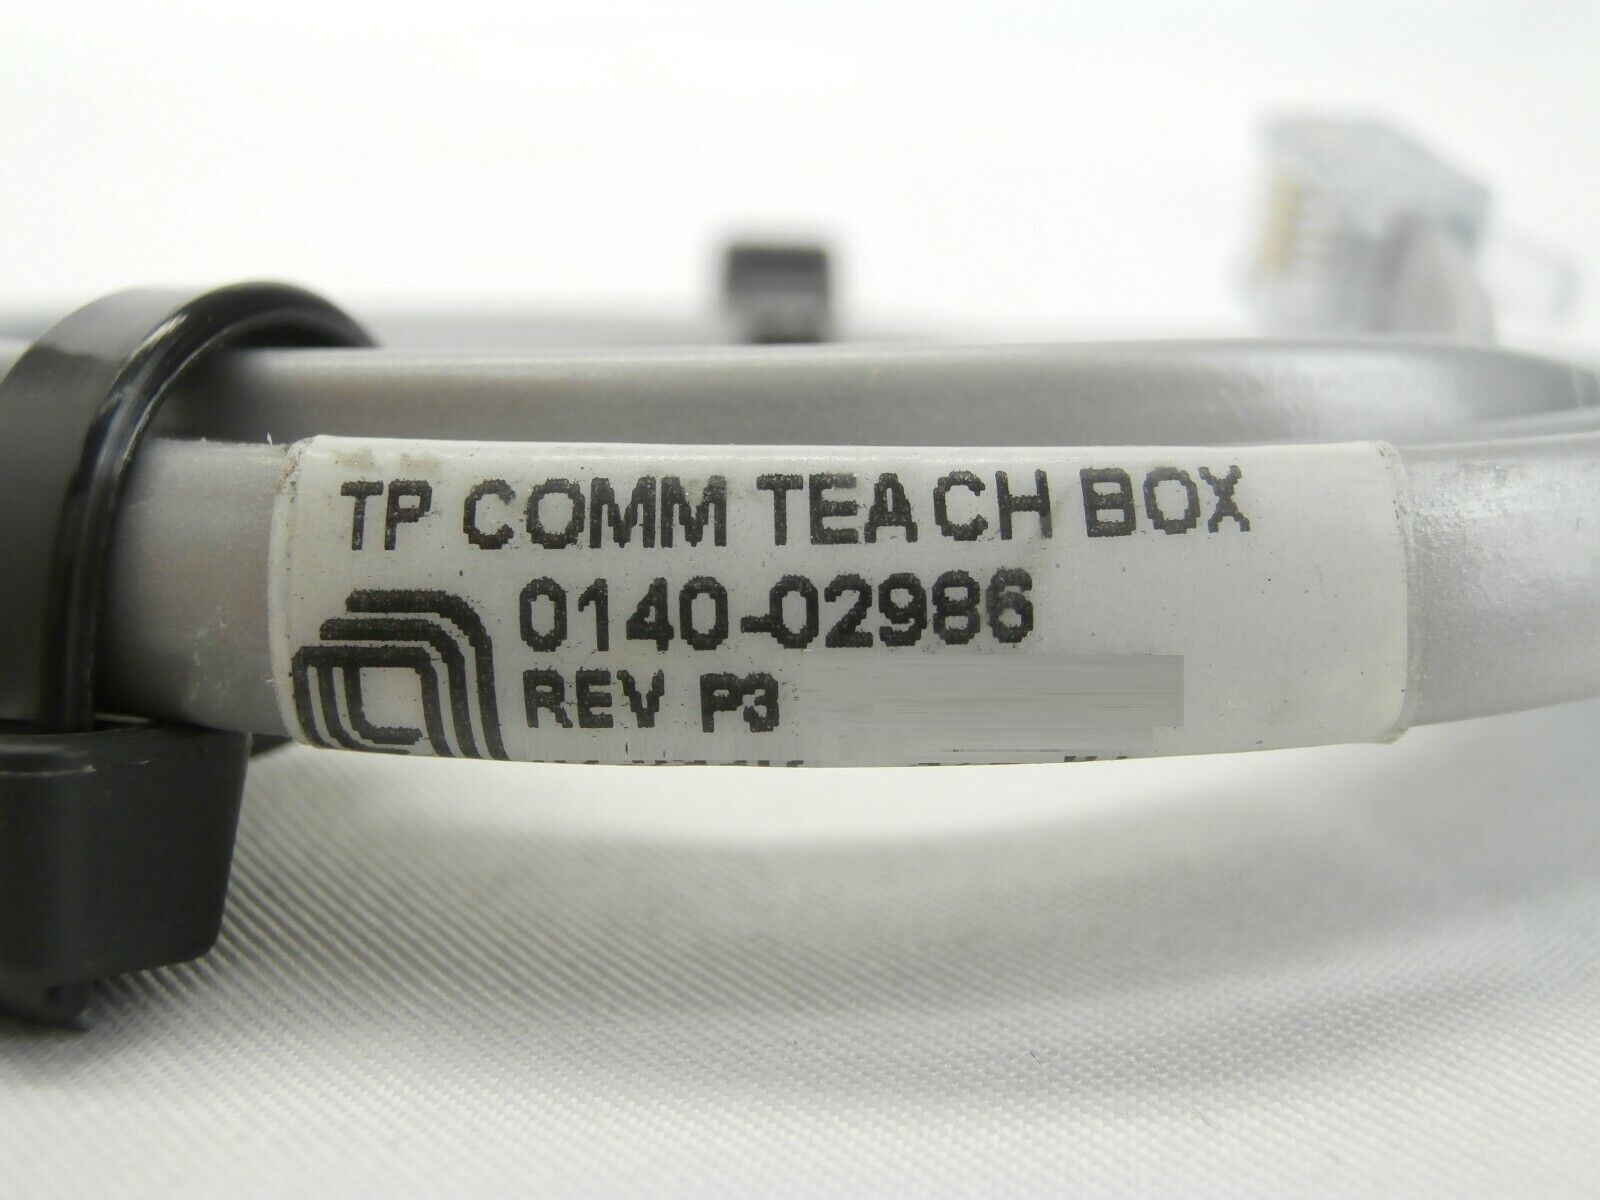 TP COMM TEACH BOX
0140-02986
REV P3